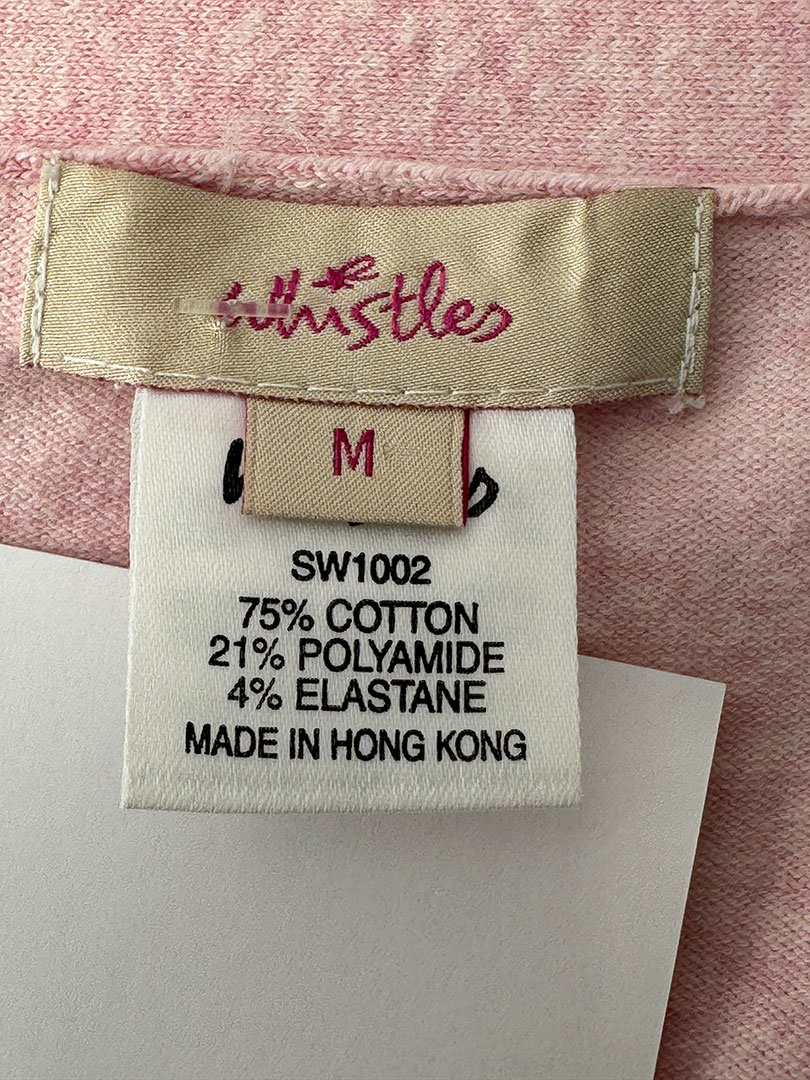 Whistles
M
SW1002
75% COTTON
21% POLYAMIDE
4% ELASTANE
MADE IN HONG KONG